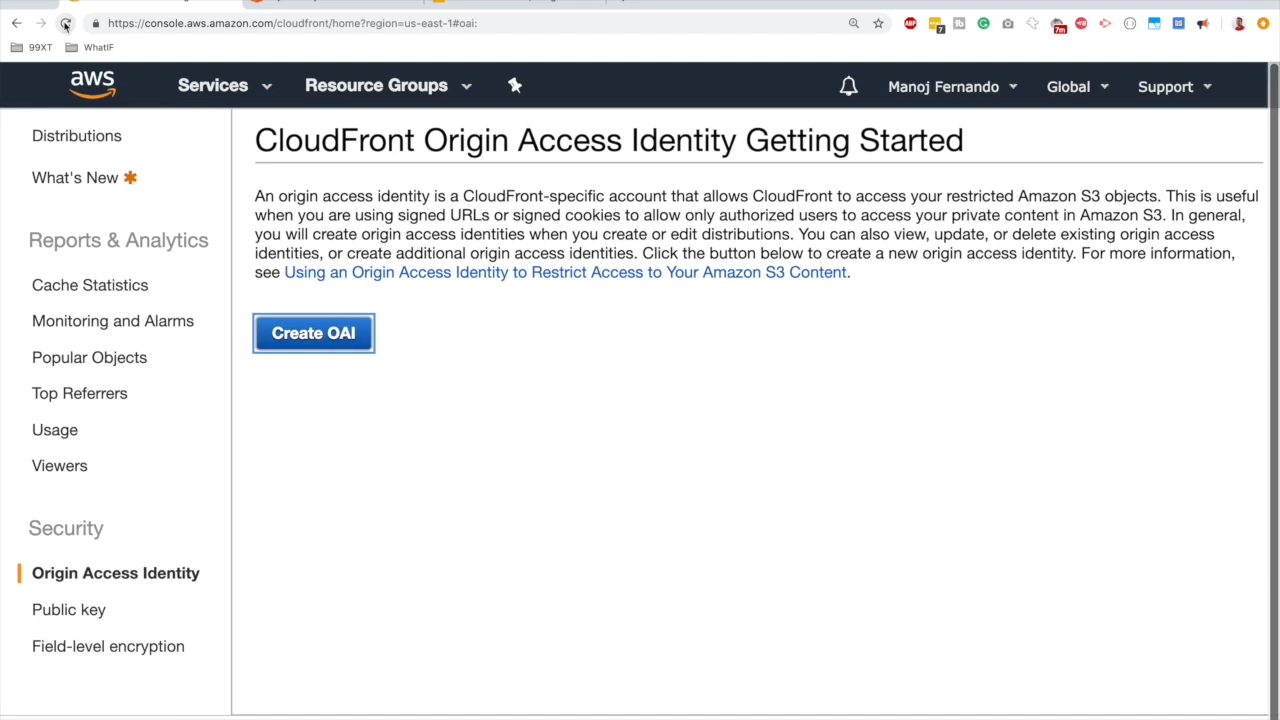 https://console.aws.amazon.com/cloudfront/home?region=us-east-1#oai:
ABP
7
7m
99XT
WhatIF
aws
Services
Resource Groups
Manoj Fernando
Global
Support
Distributions
What's New
Reports & Analytics
Cache Statistics
Monitoring and Alarms
Popular Objects
Top Referrers
Usage
Viewers
Security
Origin Access Identity
Public key
Field-level encryption
CloudFront Origin Access Identity Getting Started
An origin access identity is a CloudFront-specific account that allows CloudFront to access your restricted Amazon S3 objects. This is useful
when you are using signed URLs or signed cookies to allow only authorized users to access your private content in Amazon S3. In general,
you will create origin access identities when you create or edit distributions. You can also view, update, or delete existing origin access
identities, or create additional origin access identities. Click the button below to create a new origin access identity. For more information,
see Using an Origin Access Identity to Restrict Access to Your Amazon S3 Content.
Create OAI